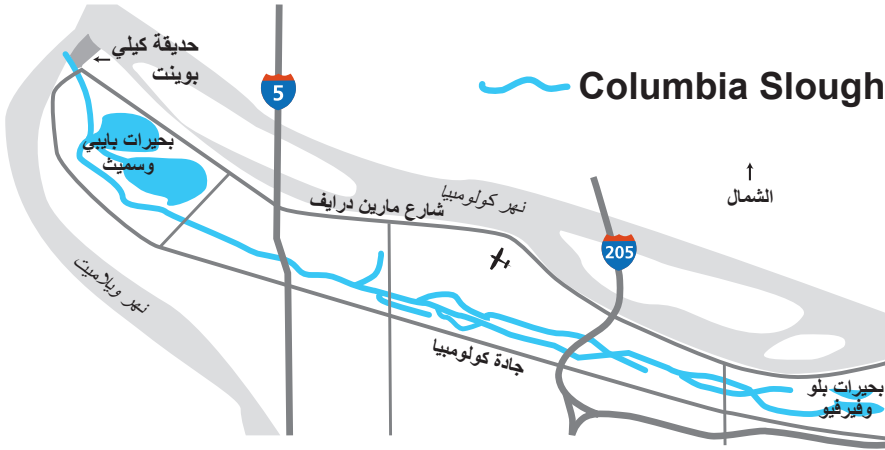 حديقة كيلي
بوينت
←
5
Columbia Slough
بحيرات بايبي
وسميث
↑
الشمال
نهر كولومبيا
شارع مارين درايف
205
نهر ويلاميت
جادة كولومبيا
بحيرات بلو
وفيرفيو